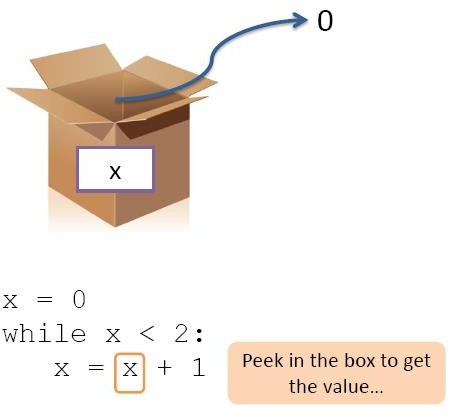 0
x
x = 0
while x < 2:
x = x + 1
Peek in the box to get
the value...